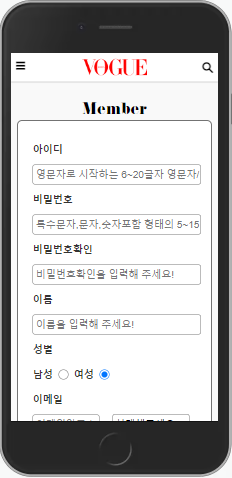 VOGUE
Member
아이디
영문자로 시작하는 6~20글자 영문자/
비밀번호
특수문자,문자,숫자포함 형태의 5~15
비밀번호확인
비밀번호확인을 입력해 주세요!
이름
이름을 입력해 주세요!
성별
남성 여성
이메일